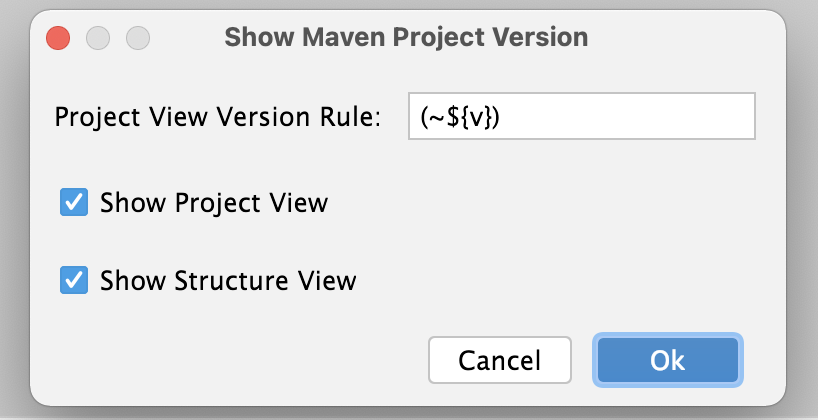 Show Maven Project Version
Project View Version Rule: (~${v})
Show Project View
Show Structure View
Cancel Ok